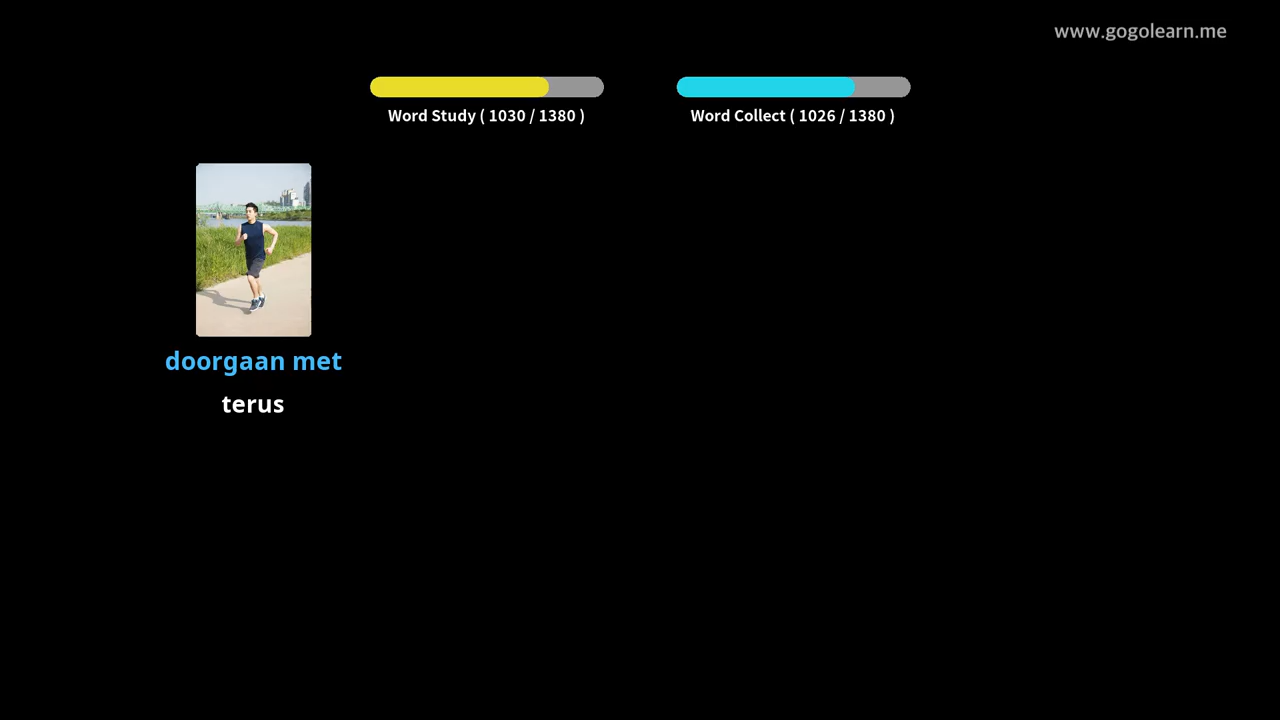 www.gogolearn.me
Word Study ( 1030 / 1380 )
Word Collect ( 1026 / 1380 )
doorgaan met
terus